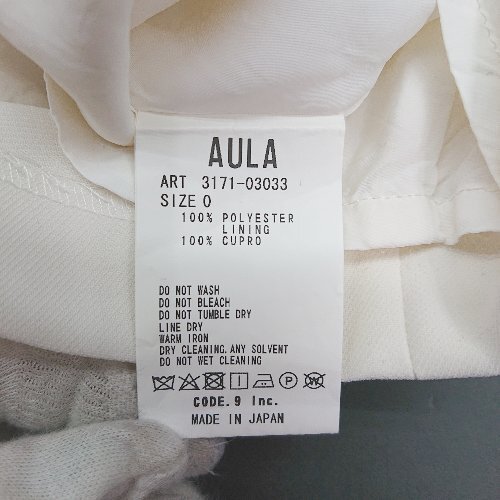 AULA
ART 3171-03033
SIZE 0
100% POLYESTER
LINING
100% CUPRO
DO NOT WASH
DO NOT BLEACH
DO NOT TUMBLE DRY
LINE DRY
WARM IRON
DRY CLEANING. ANY SOLVENT
DO NOT WET CLEANING
P W
CODE. 9 Inc.
MADE IN JAPAN